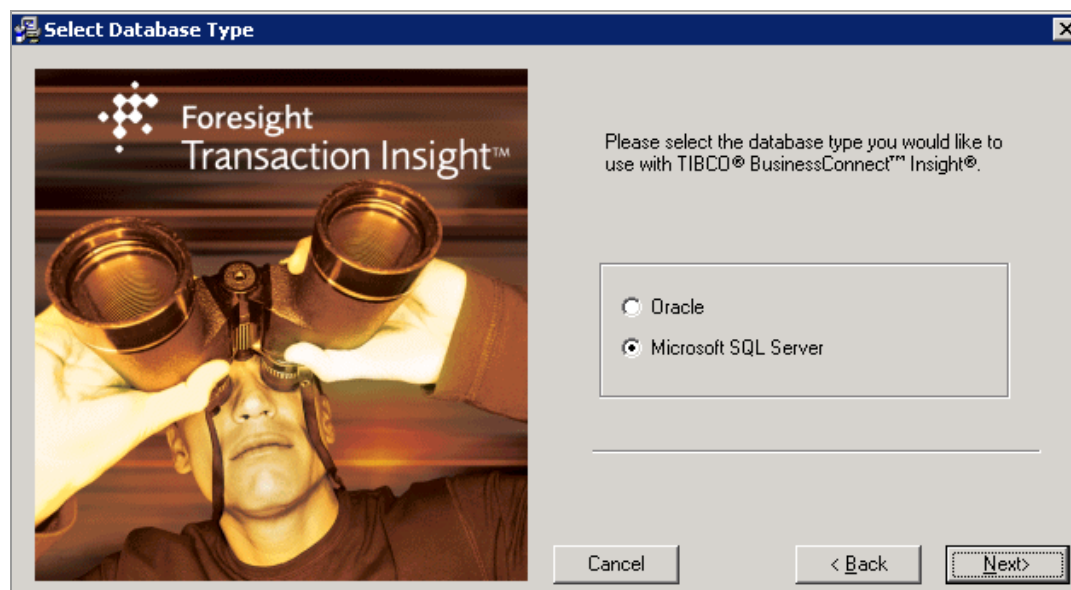 Select Database Type
Foresight
Transaction Insight™
Please select the database type you would like to
use with TIBCO® BusinessConnect™ Insight®.
Oracle
Microsoft SQL Server
Cancel
< Back
Next>